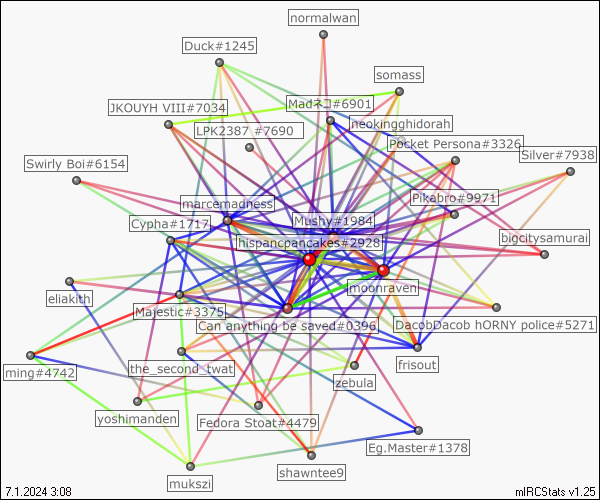 normalwan
Duck#1245
somass
Madネコ#6901
JKOUYH VIII#7034
neokingghidorah
LPK2387 #7690
Pocket Persona#3326
Silver#7938
Swirly Boi#6154
Pikabro#9971
marcemadness
Mushy#1984
Cypha#1717
hispancpancakes#2928
bigcitysamurai
moonraven
eliakith
Majestic#3375
Can anything be saved#0396
DacobDacob hORNY police#5271
frisout
the_second_twat
ming#4742
zebula
yoshimanden
Fedora Stoat#4479
Eg.Master#1378
shawntee9
mukszi
7.1.2024 3:08
mIRCStats v1.25